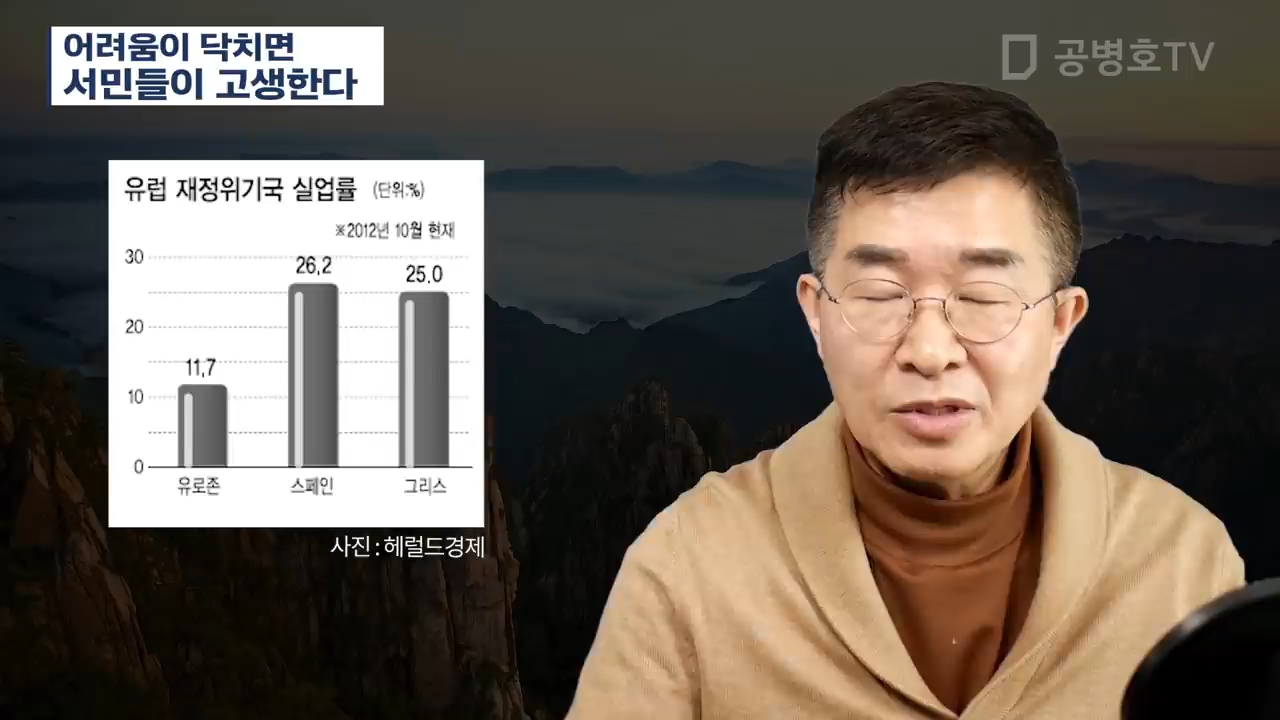 어려움이 닥치면
서민들이 고생한다
공병호TV
유럽 재정위기국 실업률 (단위:%)
※2012년 10월 현재
30
26,2
25,0
20
11,7
10
0
유로존
스페인
그리스
사진 : 헤럴드경제